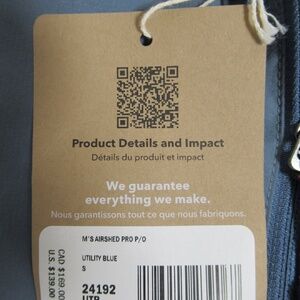 Product Details and Impact
Détails du produit et impact
We guarantee
everything we make.
Nous garantissons tout ce que nous fabriquons.
M'S AIRSHED PRO P/O
UTILITY BLUE
S
24192
UTB
CAD $169.00
U.S. $139.00